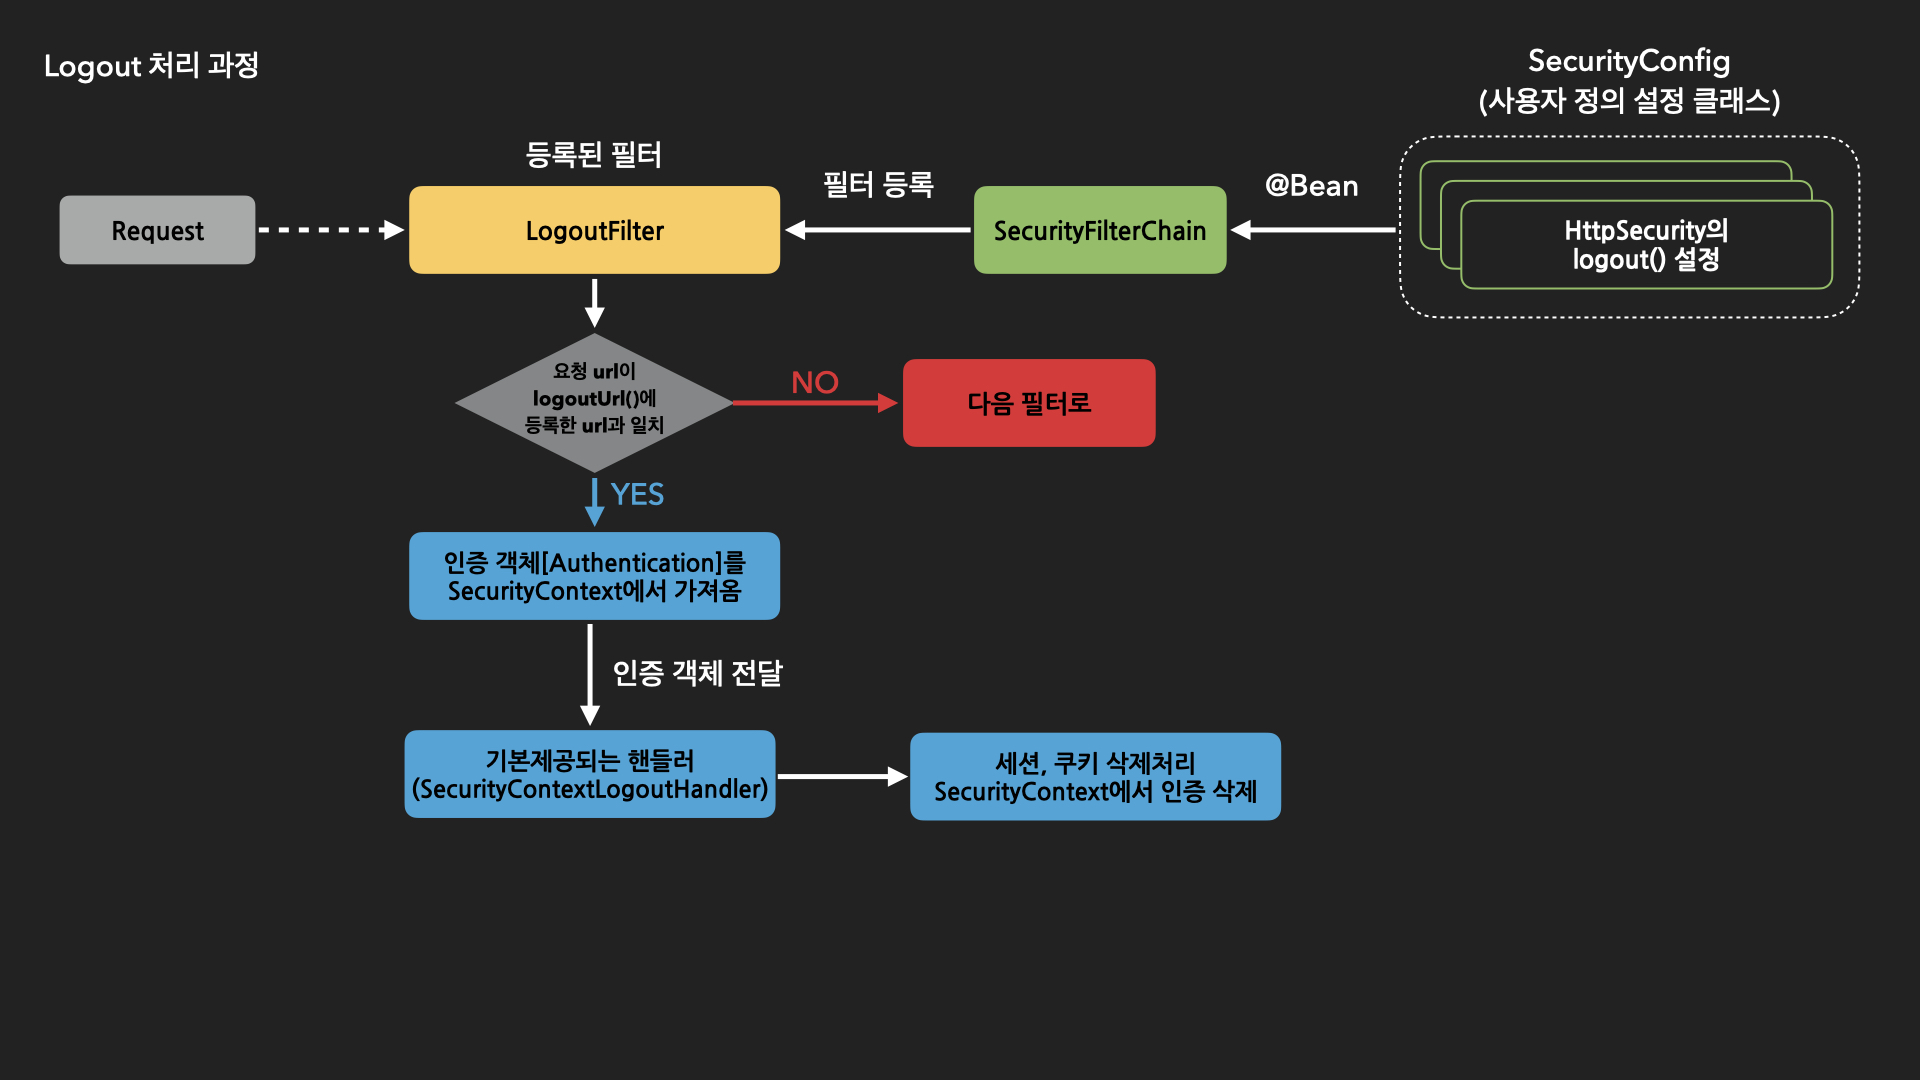 Logout 처리 과정
SecurityConfig
(사용자 정의 설정 클래스)
등록된 필터
필터 등록
@Bean
Request
LogoutFilter
SecurityFilterChain
HttpSecurity의
logout() 설정
요청 url이
logoutUrl()에
등록한 url과 일치
NO
다음 필터로
YES
인증 객체[Authentication]를
SecurityContext에서 가져옴
인증 객체 전달
기본제공되는 핸들러
(SecurityContextLogoutHandler)
세션, 쿠키 삭제처리
SecurityContext에서 인증 삭제